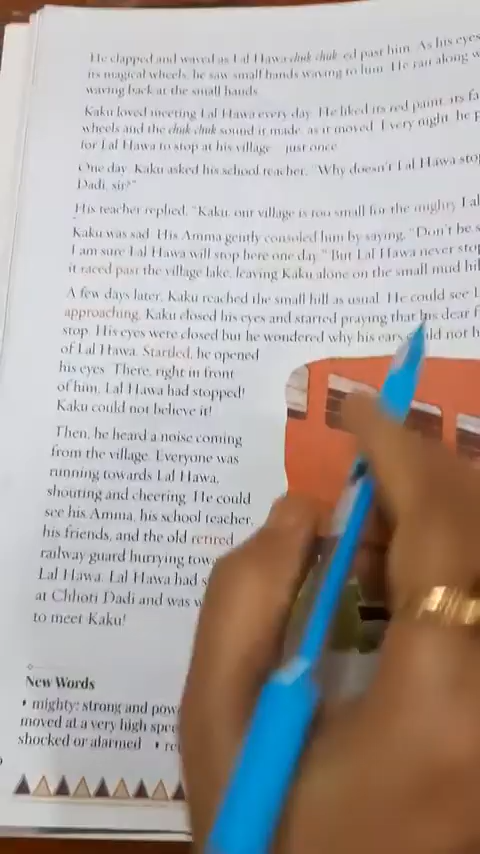 He clapped and waved as Lal Hawa chuk chuk-ed past him. As his eyes
its magical wheels, he saw small hands waving to him. He ran along
waving back at the small hands.
Kaku loved meeting Lal Hawa every day. He liked its red paint, its
wheels and the chuk chuk sound it made, as it moved. Every night, he
for Lal Hawa to stop at his village just once.
One day, Kaku asked his school teacher, "Why doesn't Lal Hawa
Dadi, sir?"
His teacher replied, "Kaku, our village is too small for the mighty
Kaku was sad. His Amma gently consoled him by saying, "Don't be
I am sure Lal Hawa will stop here one day." But Lal Hawa never
it raced past the village lake, leaving Kaku alone on the small mud
A few days later, Kaku reached the small hill as usual. He could see
approaching. Kaku closed his eyes and started praying that his dear
stop. His eyes were closed but he wondered why his ears not
of Lal Hawa. Startled, he opened
his eyes. There, right in front
of him, Lal Hawa had stopped!
Kaku could not believe it!
Then, he heard a noise coming
from the village. Everyone was
running towards Lal Hawa,
shouting and cheering. He could
see his Amma, his school teacher,
his friends, and the old retired
railway guard hurrying
Lal Hawa. Lal Hawa had
at Chhoti Dadi and was
to meet Kaku!
New Words
• mighty: strong and
moved at a very high
shocked or alarmed •